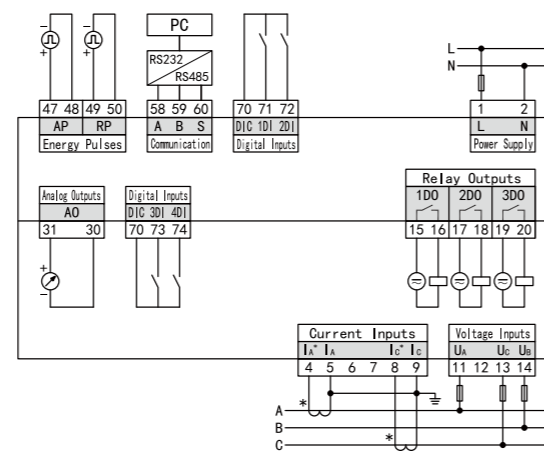 PC
RS232
RS485
L
N
47 48 49 50
AP RP
Energy Pulses
58 59 60
A B S
Communication
70 71 72
DIC 1DI 2DI
Digital Inputs
1 2
L N
Power Supply
Analog Outputs
AO
31 30
Digital Inputs
DIC 3DI 4DI
70 73 74
Relay Outputs
1DO 2DO 3DO
15 16 17 18 19 20
Current Inputs
IA* IA IC* IC
4 5 6 7 8 9
Voltage Inputs
UA UC UB
11 12 13 14
*
A
B
*
C